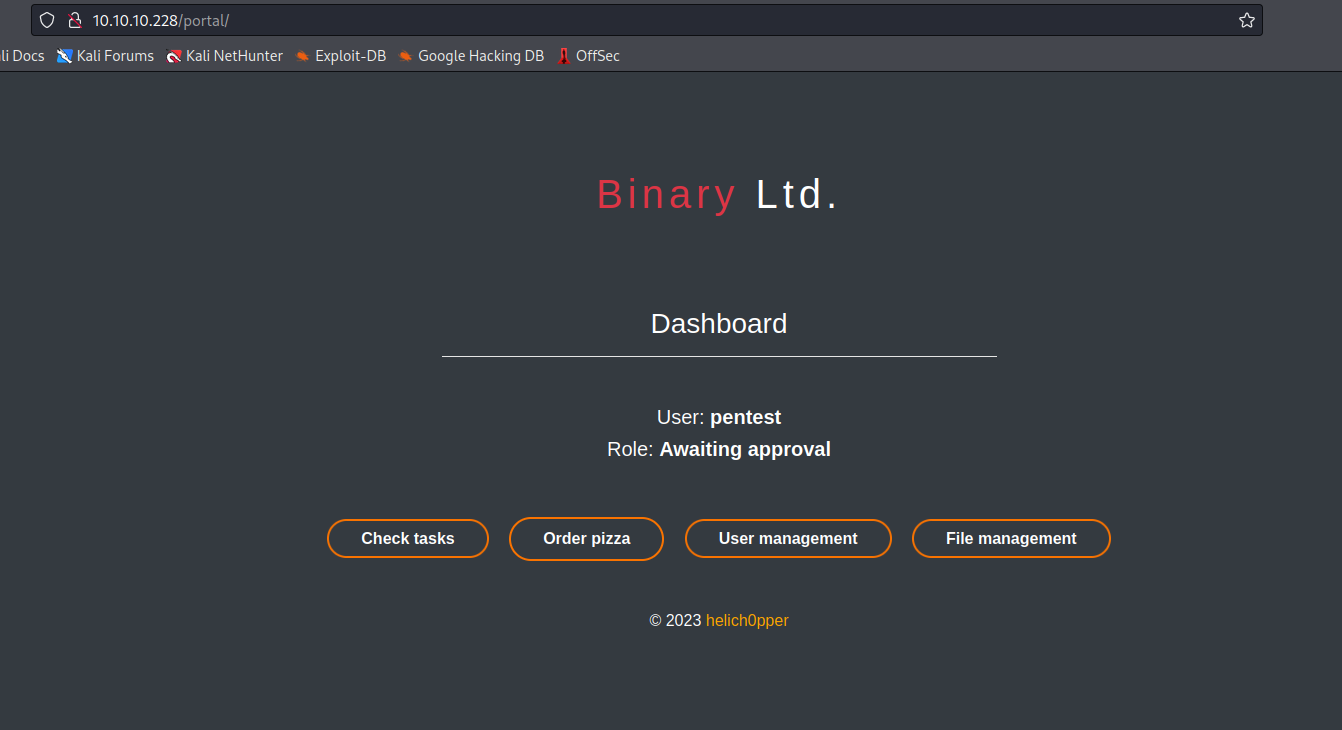 10.10.10.228/portal/
li Docs Kali Forums Kali NetHunter Exploit-DB Google Hacking DB OffSec
Binary Ltd.
Dashboard
User: pentest
Role: Awaiting approval
Check tasks Order pizza User management File management
© 2023 helich0pper